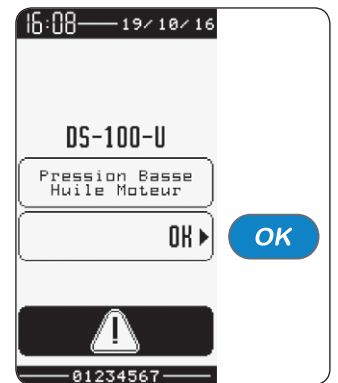 16:08 19/10/16
DS-100-U
Pression Basse
Huile Moteur
OK
OK
!
01234567